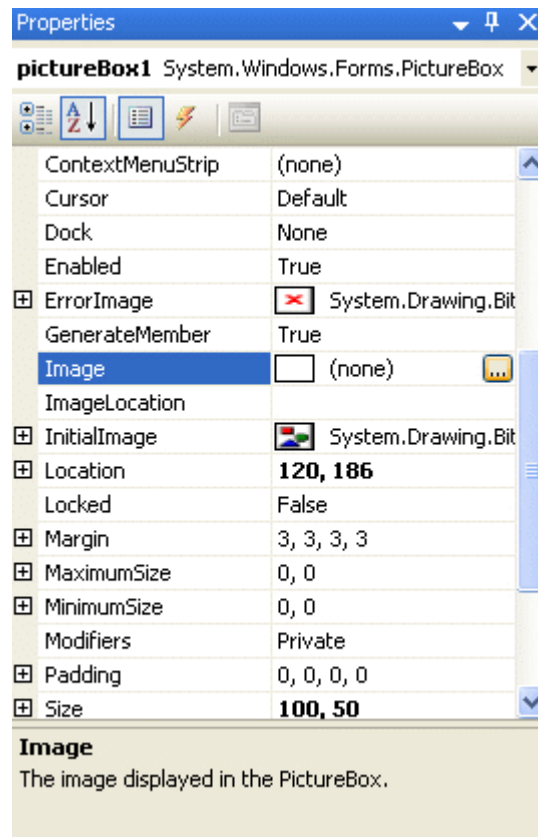 Properties
pictureBox1 System.Windows.Forms.PictureBox
ContextMenuStrip (none)
Cursor Default
Dock None
Enabled True
ErrorImage System.Drawing.Bit
GenerateMember True
Image (none) ...
ImageLocation
InitialImage System.Drawing.Bit
Location 120, 186
Locked False
Margin 3, 3, 3, 3
MaximumSize 0, 0
MinimumSize 0, 0
Modifiers Private
Padding 0, 0, 0, 0
Size 100, 50
Image
The image displayed in the PictureBox.